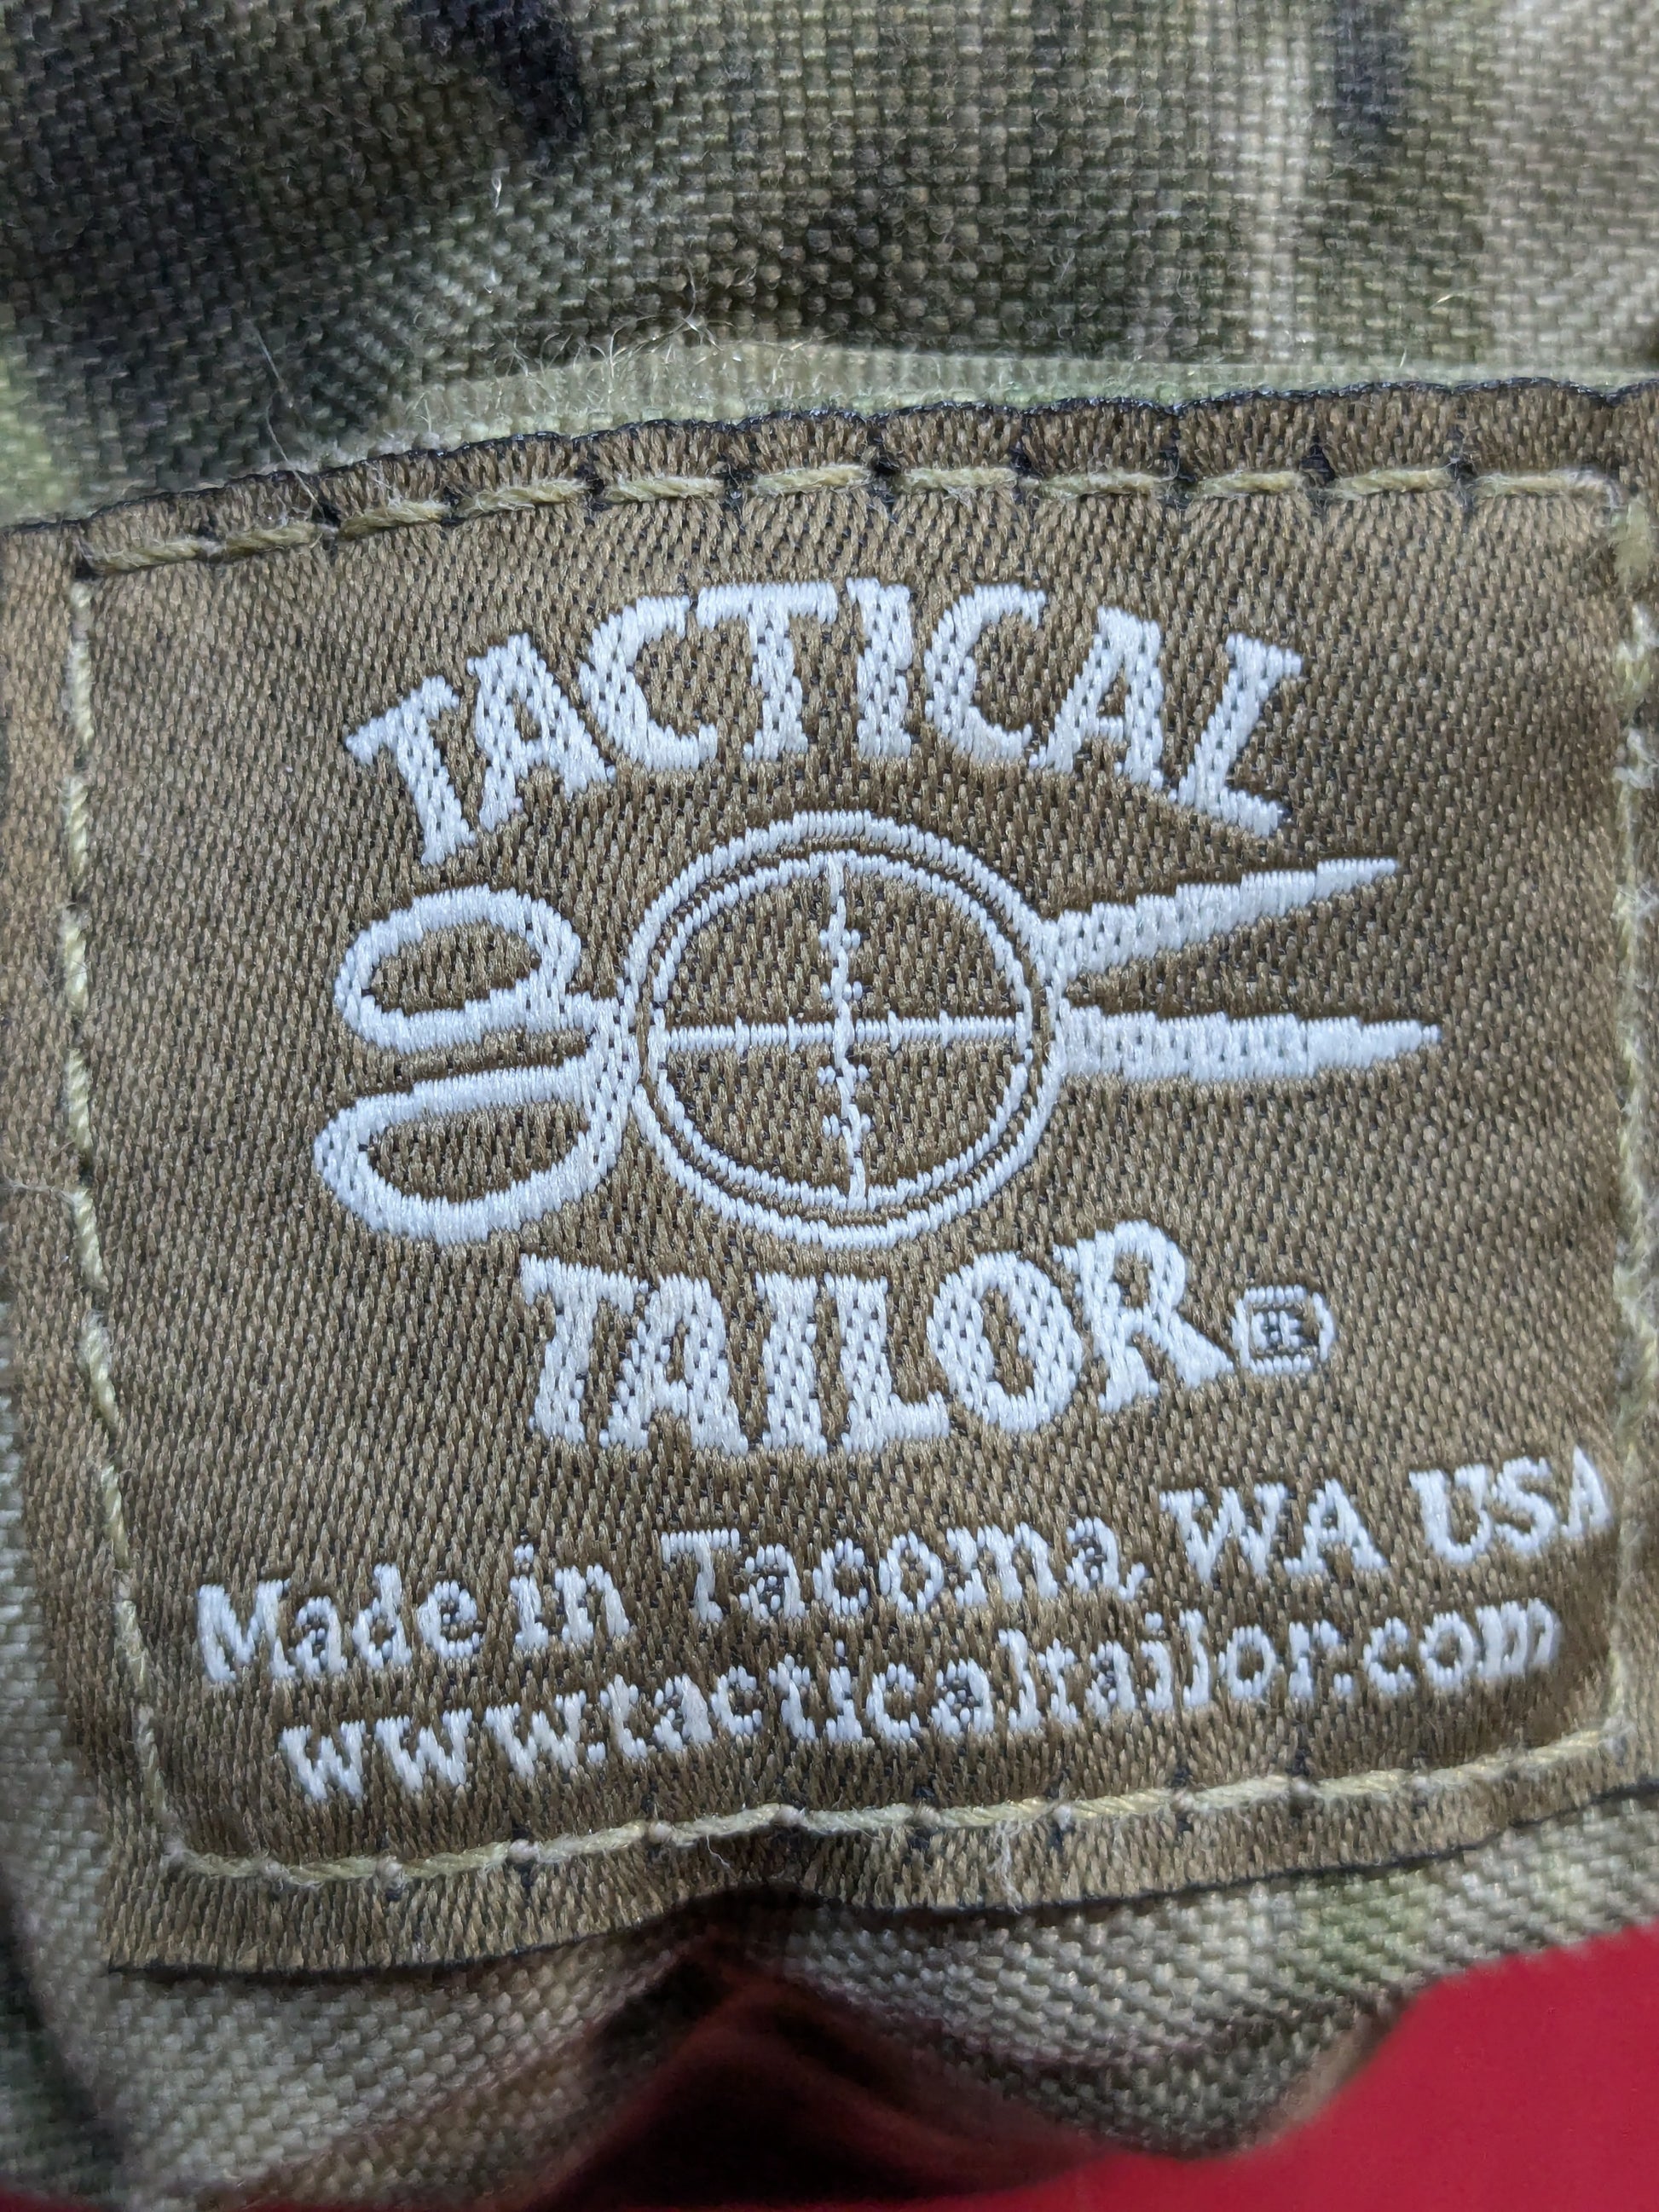 TACTICAL
TAILOR®
Made in Tacoma, WA USA
www.tacticaltailor.com